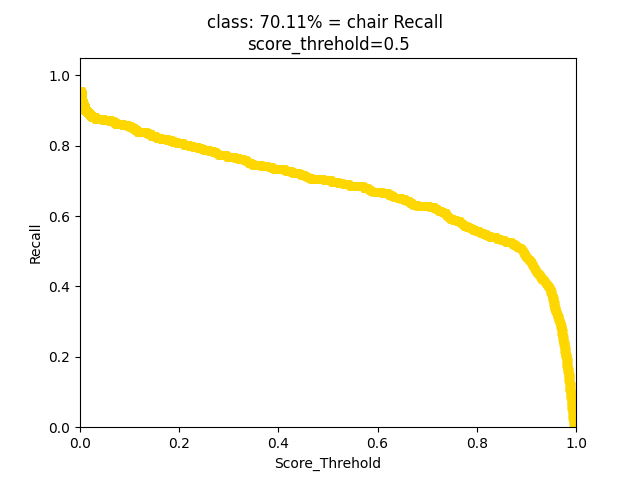 class: 70.11% = chair Recall
score_threhold=0.5
Recall
1.0
0.8
0.6
0.4
0.2
0.0
0.0 0.2 0.4 0.6 0.8 1.0
Score_Threhold